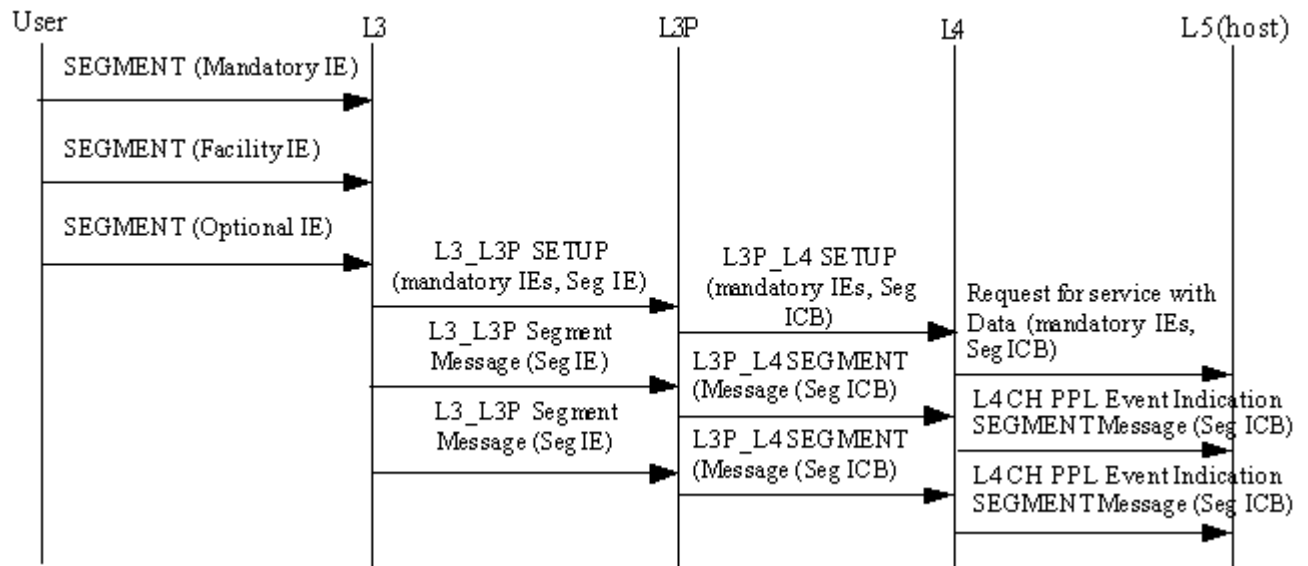 User
L3
L3P
L4
L5(host)
SEGMENT (Mandatory IE)
SEGMENT (Facility IE)
SEGMENT (Optional IE)
L3_L3P SETUP
(mandatory IEs, Seg IE)
L3P_L4 SETUP
(mandatory IEs, Seg
ICB)
Request for service with
Data (mandatory IEs,
Seg ICB)
L3_L3P Segment
Message (Seg IE)
L3P_L4 SEGMENT
(Message (Seg ICB)
L4 CH PPL Event Indication
SEGMENT Message (Seg ICB)
L3_L3P Segment
Message (Seg IE)
L3P_L4 SEGMENT
(Message (Seg ICB)
L4 CH PPL Event Indication
SEGMENT Message (Seg ICB)